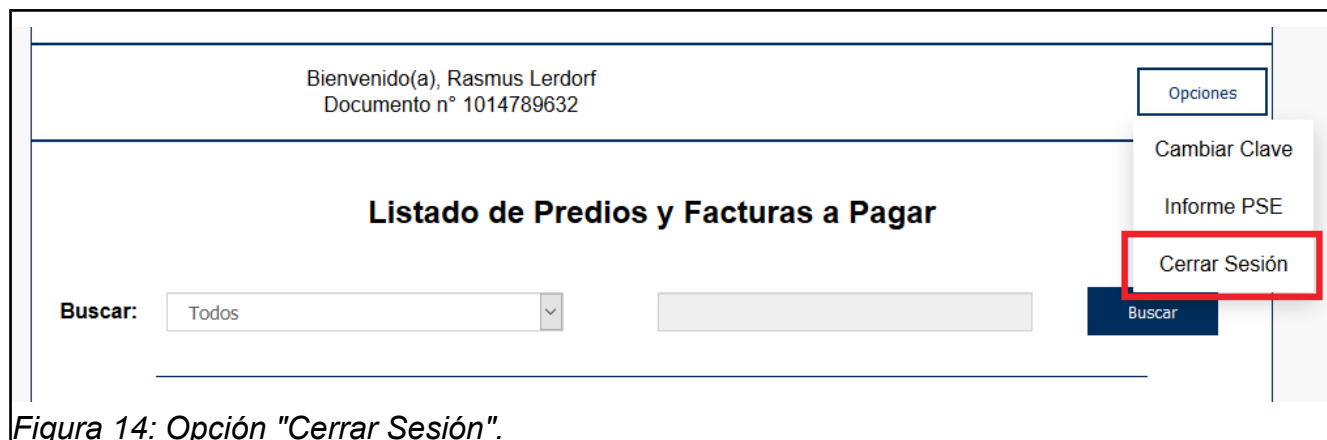 Bienvenido(a), Rasmus Lerdorf
Documento n° 1014789632
Opciones
Cambiar Clave
Informe PSE
Cerrar Sesión
Listado de Predios y Facturas a Pagar
Buscar:
Todos
Buscar
Figura 14: Opción "Cerrar Sesión".